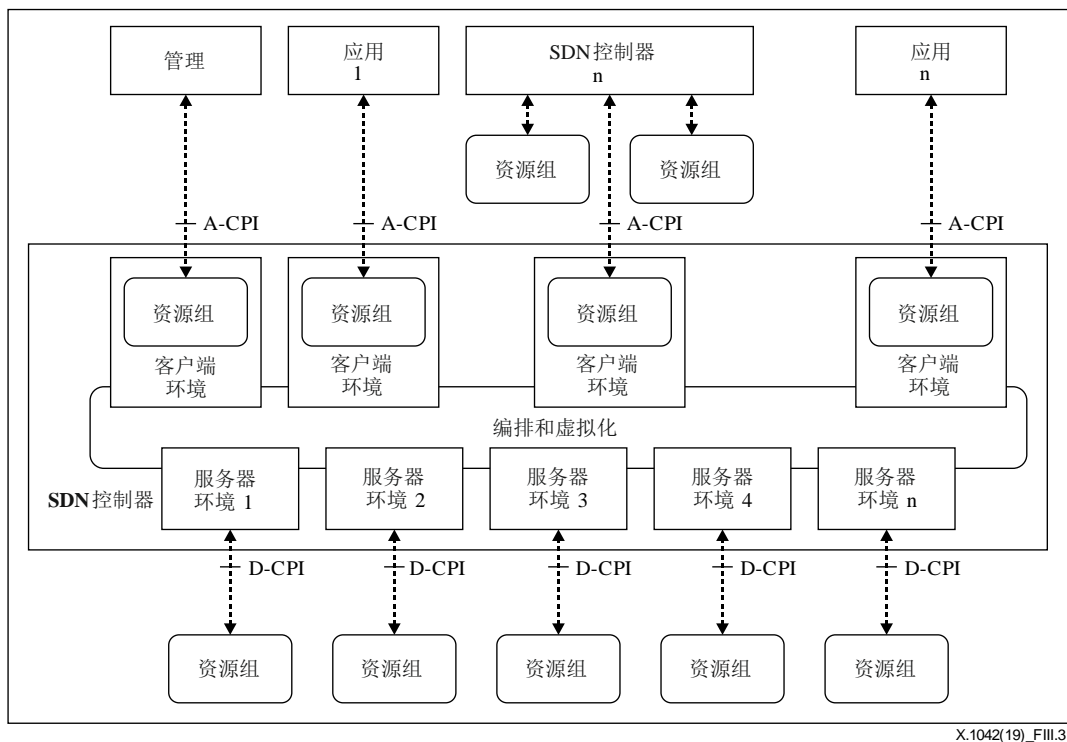 管理
应用
1
SDN控制器
n
应用
n
资源组
资源组
A-CPI
A-CPI
A-CPI
A-CPI
资源组
资源组
资源组
资源组
客户端
环境
客户端
环境
客户端
环境
客户端
环境
编排和虚拟化
SDN控制器
服务器
环境 1
服务器
环境 2
服务器
环境 3
服务器
环境 4
服务器
环境 n
D-CPI
D-CPI
D-CPI
D-CPI
D-CPI
资源组
资源组
资源组
资源组
资源组
X.1042(19)_FIII.3